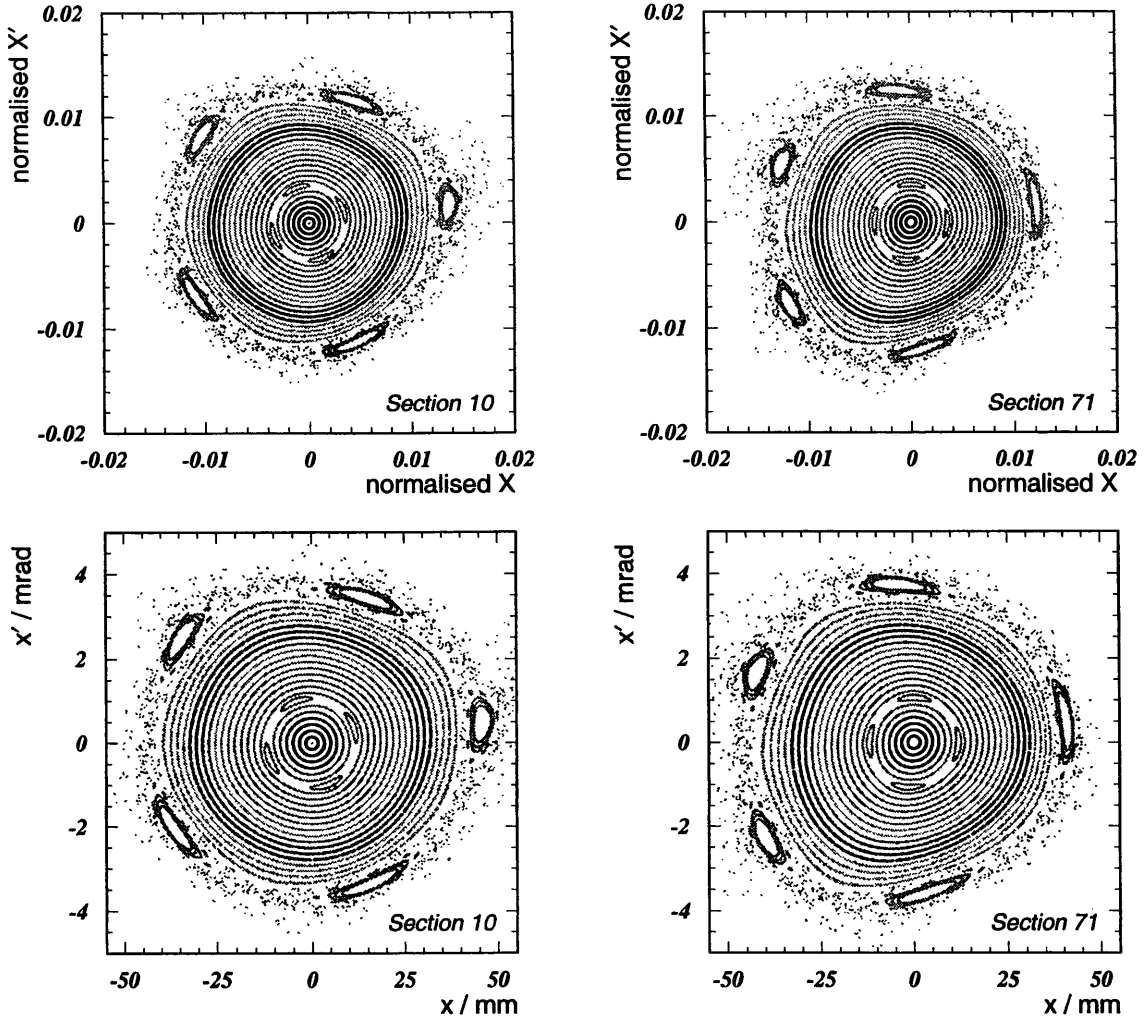 normalised X′
0.02
0.01
0
-0.01
-0.02
Section 10
-0.02 -0.01 0 0.01 0.02
normalised X
normalised X′
0.02
0.01
0
-0.01
-0.02
Section 71
-0.02 -0.01 0 0.01 0.02
normalised X
x′ / mrad
4
2
0
-2
-4
Section 10
-50 -25 0 25 50
x / mm
x′ / mrad
4
2
0
-2
-4
Section 71
-50 -25 0 25 50
x / mm